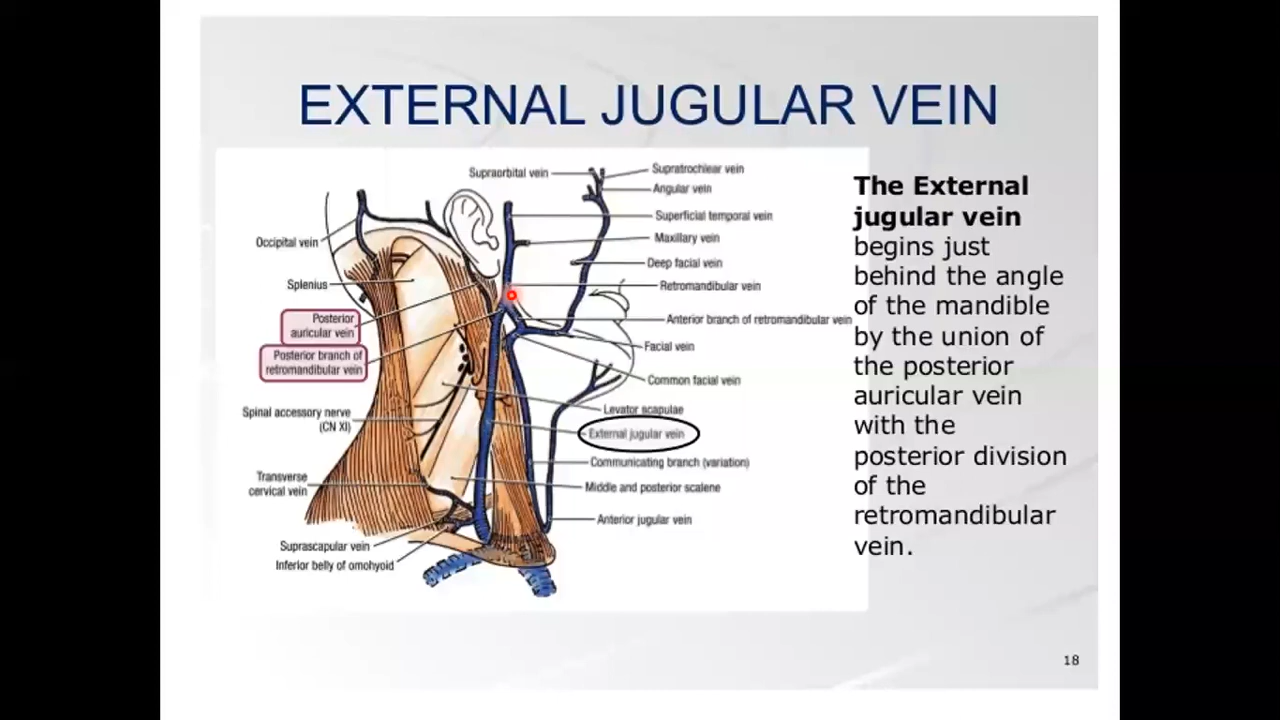 EXTERNAL JUGULAR VEIN
Supraorbital vein
Supratrochlear vein
Angular vein
Superficial temporal vein
Occipital vein
Maxillary vein
Deep facial vein
Splenius
Retromandibular vein
Posterior
auricular vein
Anterior branch of retromandibular vein
Posterior branch of
retromandibular vein
Facial vein
Common facial vein
Spinal accessory nerve
(CN XI)
Levator scapulae
External jugular vein
Communicating branch (variation)
Transverse
cervical vein
Middle and posterior scalene
Anterior jugular vein
Suprascapular vein
Inferior belly of omohyoid
The External
jugular vein
begins just
behind the angle
of the mandible
by the union of
the posterior
auricular vein
with the
posterior division
of the
retromandibular
vein.
18